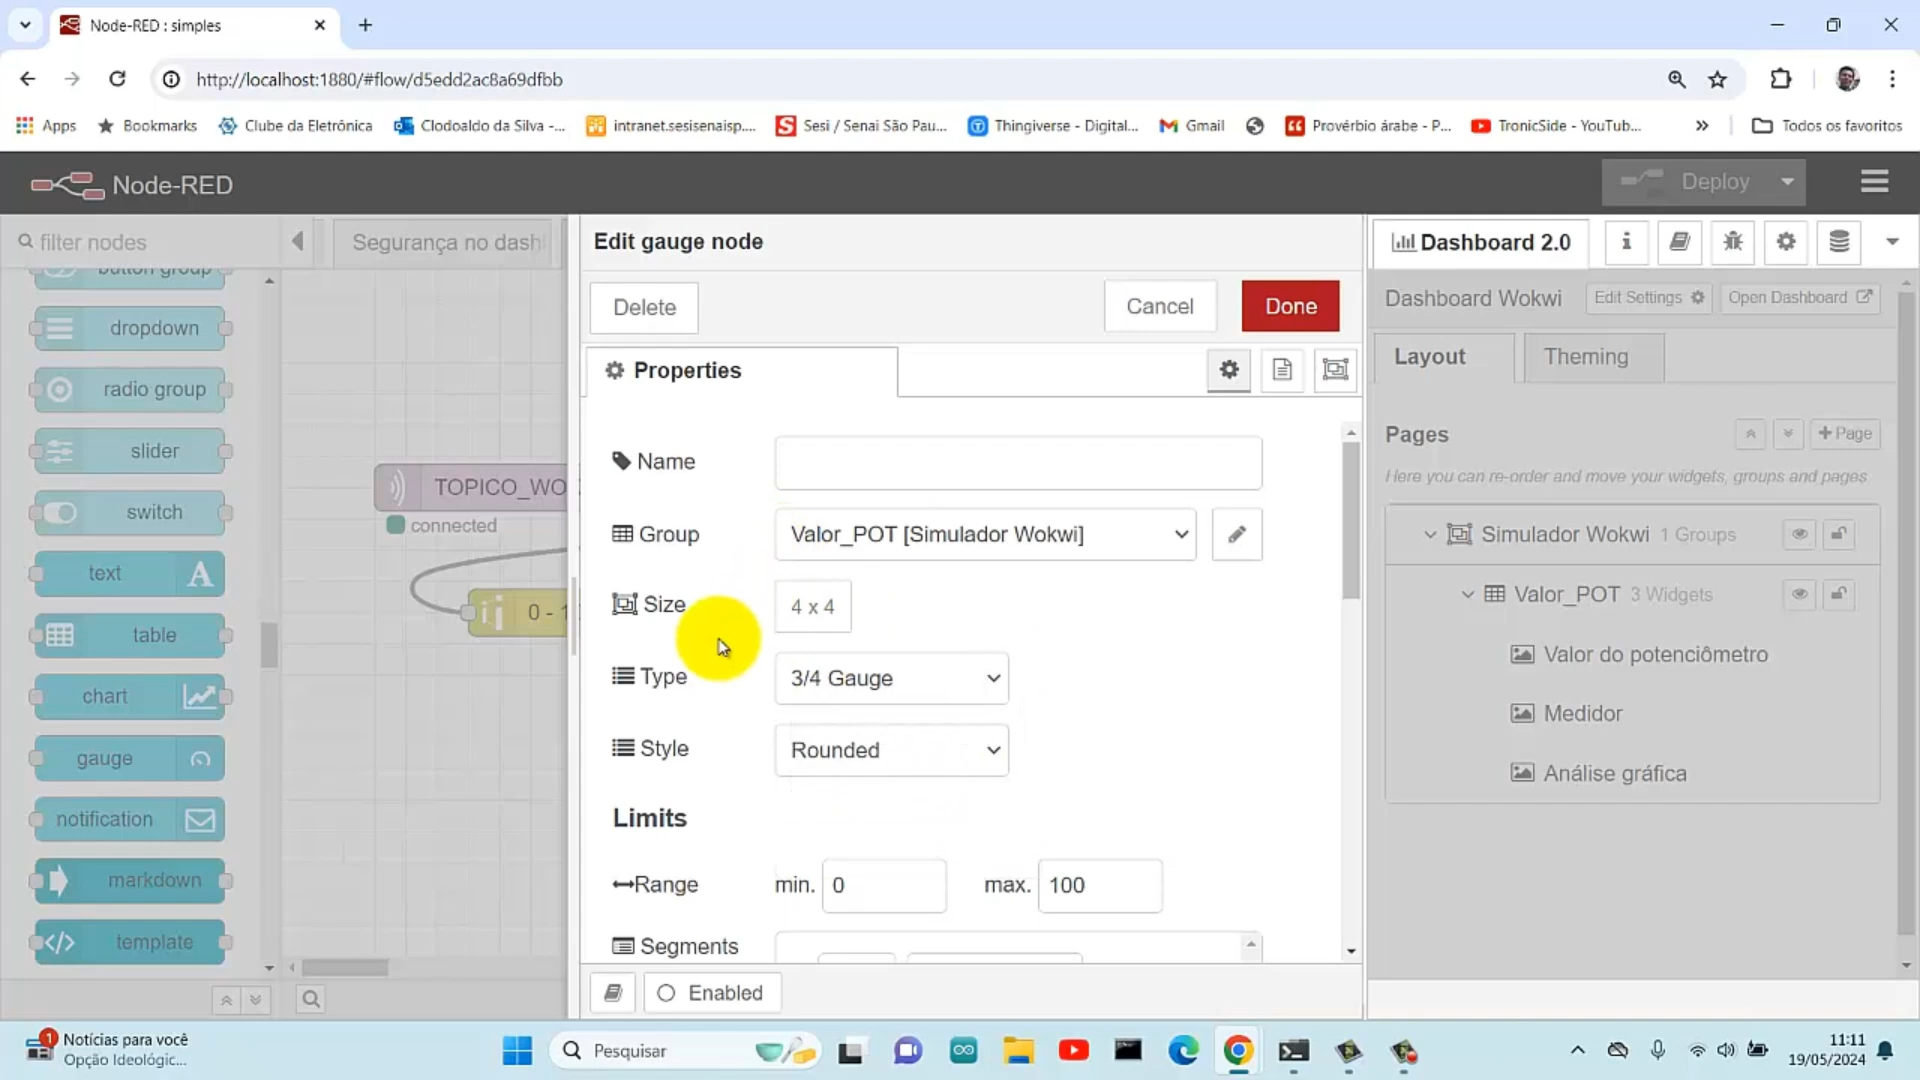 Node-RED : simples
http://localhost:1880/#flow/d5edd2ac8a69dfbb
Apps
Bookmarks
Clube da Eletrônica
Clodoaldo da Silva -...
intranet.sesisenaisp....
Sesi / Senai São Pau...
Thingiverse - Digital...
Gmail
Provérbio árabe - P...
TronicSide - YouTub...
Todos os favoritos
Node-RED
Deploy
filter nodes
Segurança no dash
Edit gauge node
Dashboard 2.0
button group
dropdown
radio group
slider
switch
text
table
chart
gauge
notification
markdown
template
TOPICO_WO
connected
0 - 1
Delete
Cancel
Done
Properties
Name
Group
Valor_POT [Simulador Wokwi]
Size
4 x 4
Type
3/4 Gauge
Style
Rounded
Limits
Range
min. 0
max. 100
Segments
Enabled
Dashboard Wokwi
Edit Settings
Open Dashboard
Layout
Theming
Pages
+Page
Here you can re-order and move your widgets, groups and pages
Simulador Wokwi 1 Groups
Valor_POT 3 Widgets
Valor do potenciômetro
Medidor
Análise gráfica
1
Notícias para você
Opção Ideológic...
Pesquisar
11:11
19/05/2024